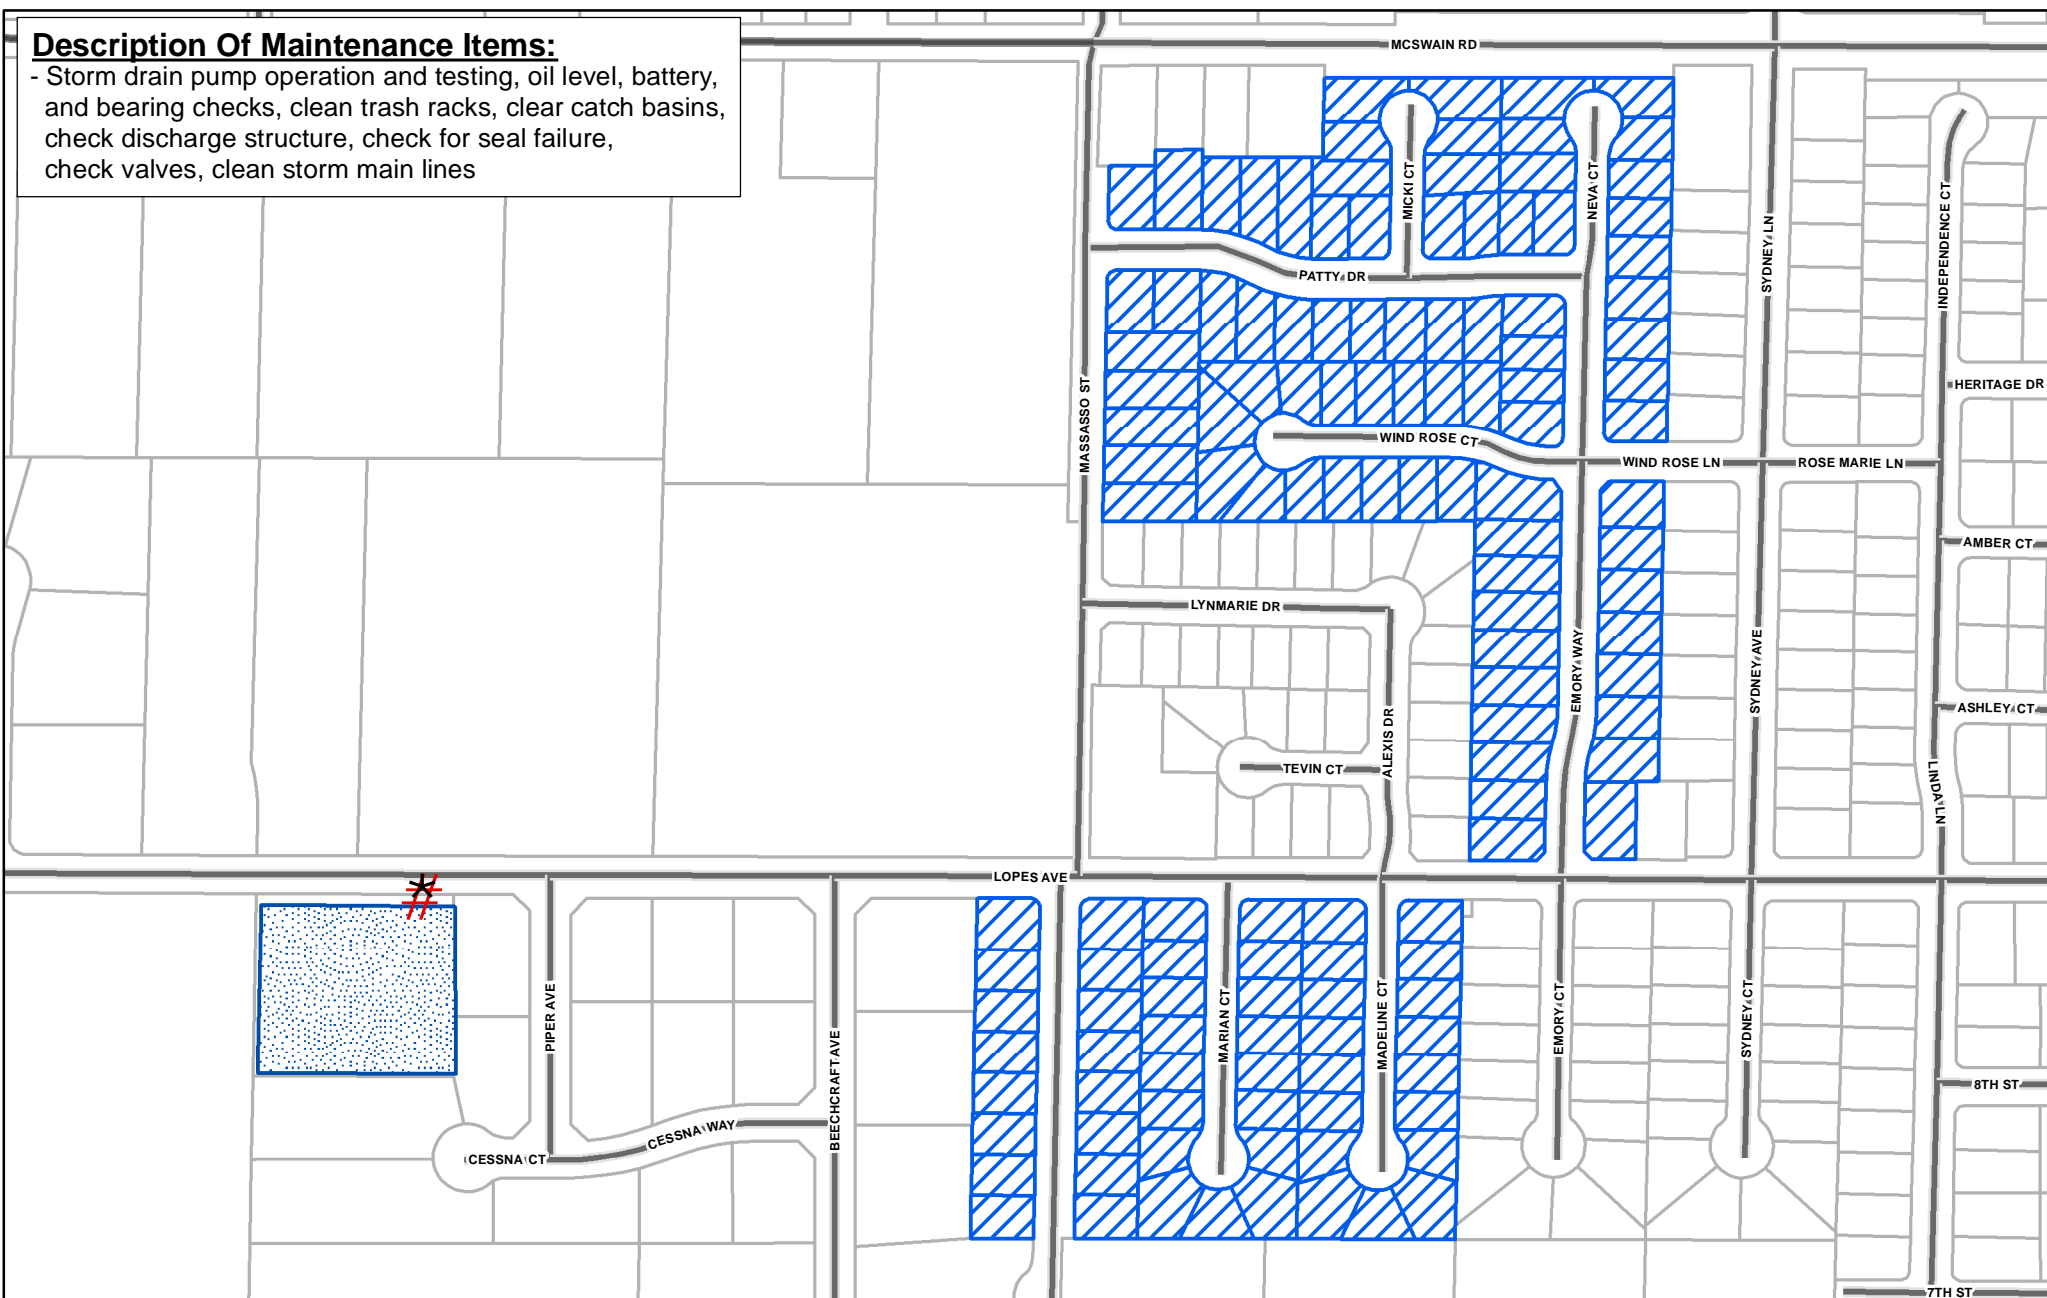 Description Of Maintenance Items:
- Storm drain pump operation and testing, oil level, battery,
and bearing checks, clean trash racks, clear catch basins,
check discharge structure, check for seal failure,
check valves, clean storm main lines
MCSWAIN RD
MICKI CT
NEVA CT
SYDNEY LN
INDEPENDENCE CT
PATTY DR
MASSASSO ST
HERITAGE DR
WIND ROSE CT
WIND ROSE LN
ROSE MARIE LN
AMBER CT
LYNMARIE DR
EMORY WAY
SYDNEY AVE
ASHLEY CT
ALEXIS DR
TEVIN CT
LINDA LN
LOPES AVE
PIPER AVE
BEECHCRAFT AVE
MARIAN CT
MADELINE CT
EMORY CT
SYDNEY CT
8TH ST
CESSNA WAY
CESSNA CT
7TH ST